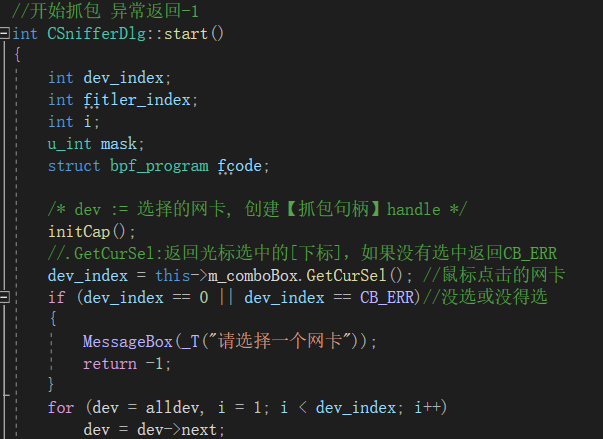 //开始抓包 异常返回-1
int CSnifferDlg::start()
{
int dev_index;
int fitler_index;
int i;
u_int mask;
struct bpf_program fcode;
/* dev := 选择的网卡, 创建【抓包句柄】handle */
initCap();
//.GetCurSel:返回光标选中的[下标], 如果没有选中返回CB_ERR
dev_index = this->m_comboBox.GetCurSel(); //鼠标点击的网卡
if (dev_index == 0 || dev_index == CB_ERR)//没选或没得选
{
MessageBox(_T("请选择一个网卡"));
return -1;
}
for (dev = alldev, i = 1; i < dev_index; i++)
dev = dev->next;